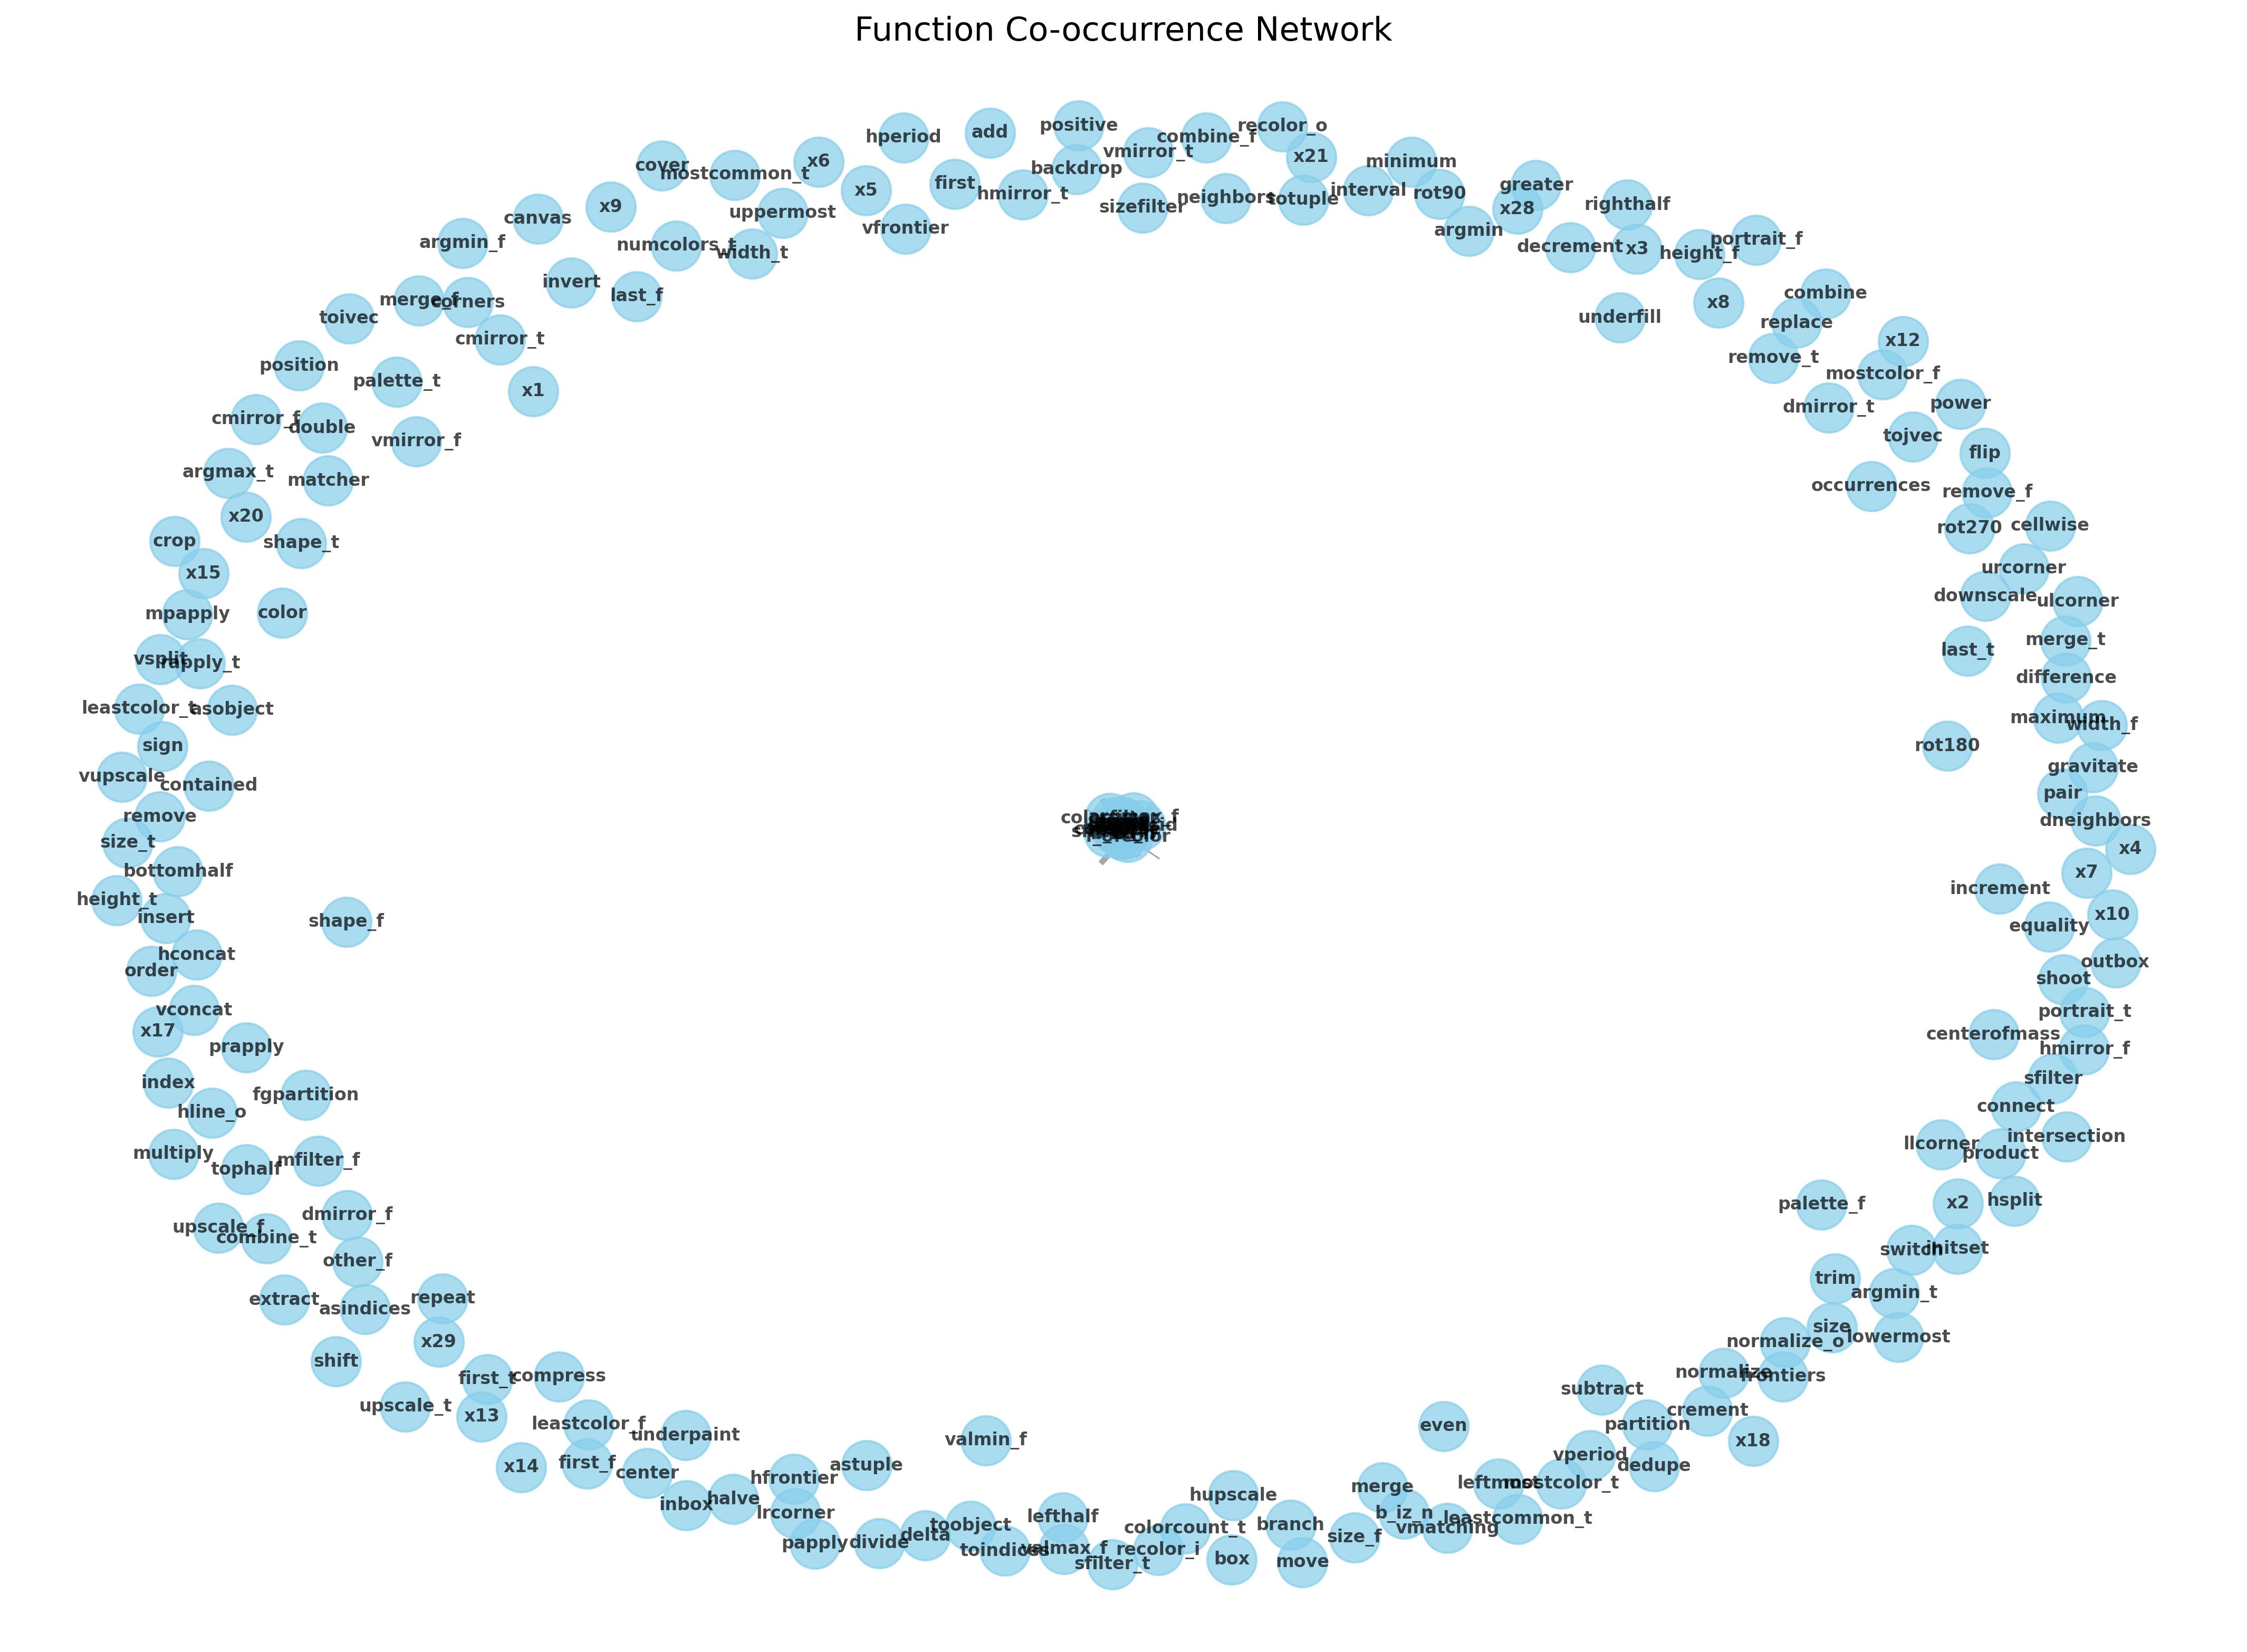 Function Co-occurrence Network
positive
recolor_o
add
hperiod
combine_f
vmirror_t
x21
x6
minimum
cover
backdrop
mostcommon_t
first
greater
x5
interval
rot90
hmirror_t
neighbors
totuple
righthalf
x9
sizefilter
x28
uppermost
canvas
vfrontier
argmin
portrait_f
argmin_f
numcolors_t
decrement
x3
width_t
height_f
invert
combine
last_f
merge_f
corners
x8
toivec
underfill
replace
cmirror_t
x12
remove_t
position
mostcolor_f
palette_t
x1
power
dmirror_t
cmirror_f
double
tojvec
vmirror_f
flip
argmax_t
matcher
occurrences
remove_f
x20
cellwise
rot270
crop
shape_t
urcorner
x15
downscale
ulcorner
mpapply
color
merge_t
last_t
vsplit
rapply_t
difference
leastcolor_t
asobject
maximum
width_f
sign
rot180
gravitate
vupscale
contained
pair
remove
dneighbors
size_t
x4
bottomhalf
x7
increment
height_t
insert
shape_f
x10
equality
hconcat
outbox
order
shoot
vconcat
portrait_t
x17
centerofmass
prapply
hmirror_f
sfilter
index
fgpartition
connect
hline_o
intersection
llcorner
multiply
product
mfilter_f
tophalf
hsplit
x2
palette_f
dmirror_f
upscale_f
combine_t
switch
initset
other_f
trim
argmin_t
extract
repeat
asindices
size
lowermost
x29
normalize_o
shift
normalize
frontiers
first_t
compress
subtract
upscale_t
crement
x13
leastcolor_f
partition
even
underpaint
valmin_f
x18
vperiod
first_f
astuple
dedupe
x14
center
hfrontier
leftmost
mostcolor_t
merge
hupscale
halve
inbox
lrcorner
b_iz_n
lefthalf
leastcommon_t
toobject
colorcount_t
branch
vmatching
delta
size_f
papply
divide
valmax_f
recolor_i
toindices
box
move
sfilter_t